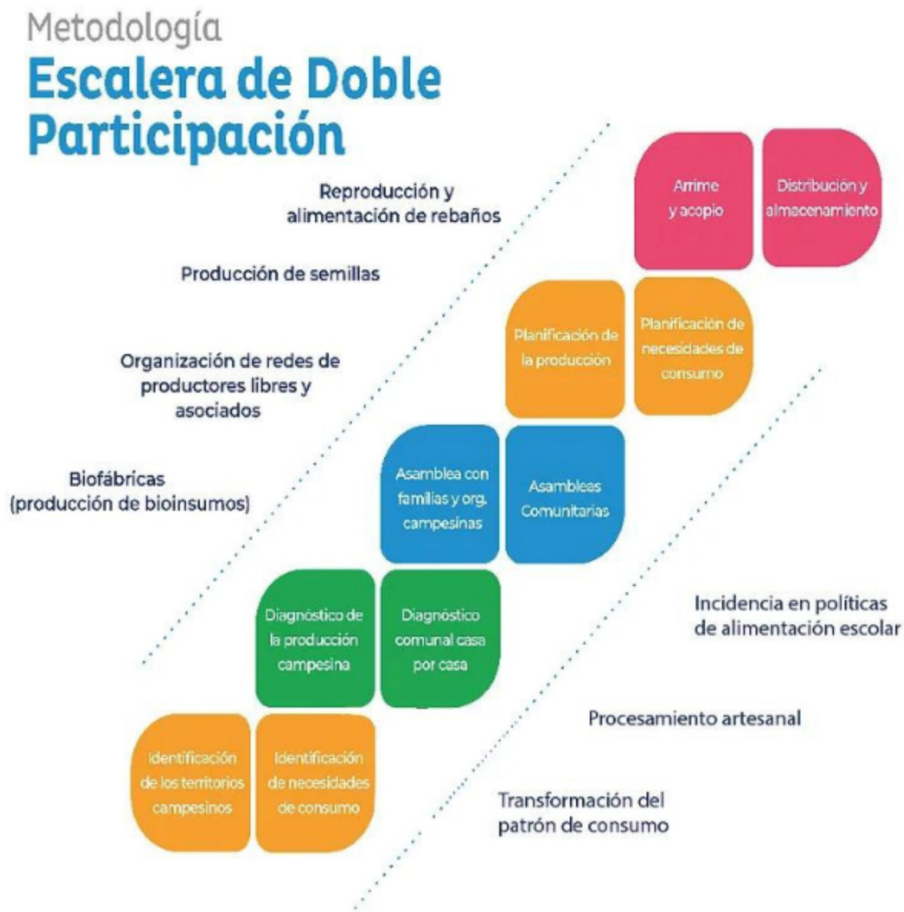 Metodología
Escalera de Doble
Participación
Reproducción y
alimentación de rebaños
Producción de semillas
Organización de redes de
productores libres y
asociados
Biofábricas
(producción de bioinsumos)
Arrime
y acopio
Distribución y
almacenamiento
Planificación de
la producción
Planificación de
necesidades de
consumo
Asamblea con
familias y org.
campesinas
Asambleas
Comunitarias
Diagnóstico de
la producción
campesina
Diagnóstico
comunal casa
por casa
Identificación
de los territorios
campesinos
Identificación
de necesidades
de consumo
Incidencia en políticas
de alimentación escolar
Procesamiento artesanal
Transformación del
patrón de consumo